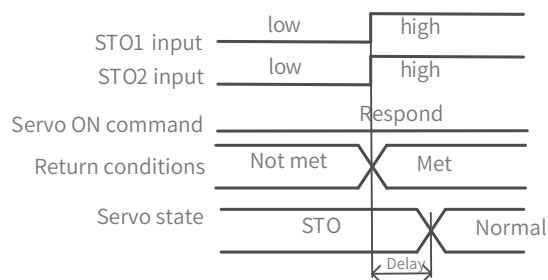 low high
STO1 input
low high
STO2 input
Respond
Servo ON command
Return conditions Not met Met
Servo state STO Normal
Delay